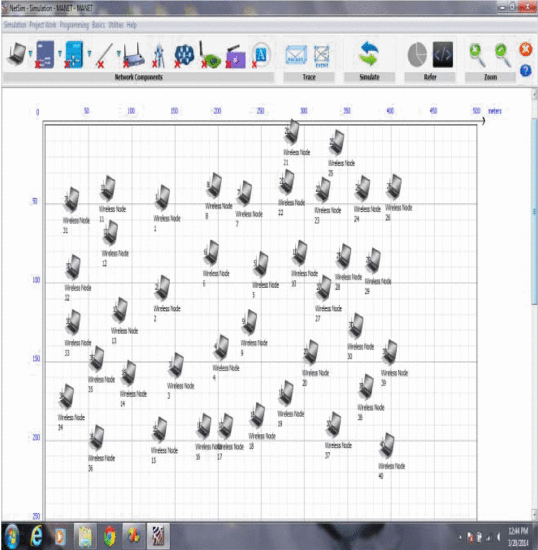 NetSim - Simulation - MANET - MANET
Simulation Project Work Programming Basics Utilities Help
Network Components Trace Simulate Refer Zoom
0 50 100 150 200 250 300 350 400 450 500 meters
Wireless Node
21
Wireless Node
25
50
Wireless Node
31
Wireless Node
11
Wireless Node
1
Wireless Node
8
Wireless Node
7
Wireless Node
22
Wireless Node
23
Wireless Node
24
Wireless Node
26
Wireless Node
12
Wireless Node
32
Wireless Node
6
Wireless Node
5
Wireless Node
10
Wireless Node
28
Wireless Node
29
100
Wireless Node
2
Wireless Node
27
Wireless Node
33
Wireless Node
13
Wireless Node
9
Wireless Node
30
150
Wireless Node
35
Wireless Node
14
Wireless Node
3
Wireless Node
4
Wireless Node
20
Wireless Node
39
Wireless Node
34
Wireless Node
19
Wireless Node
38
200
Wireless Node
36
Wireless Node
15
Wireless Node
16
Wireless Node
17
Wireless Node
18
Wireless Node
37
Wireless Node
40
250
12:44 PM
3/28/2014